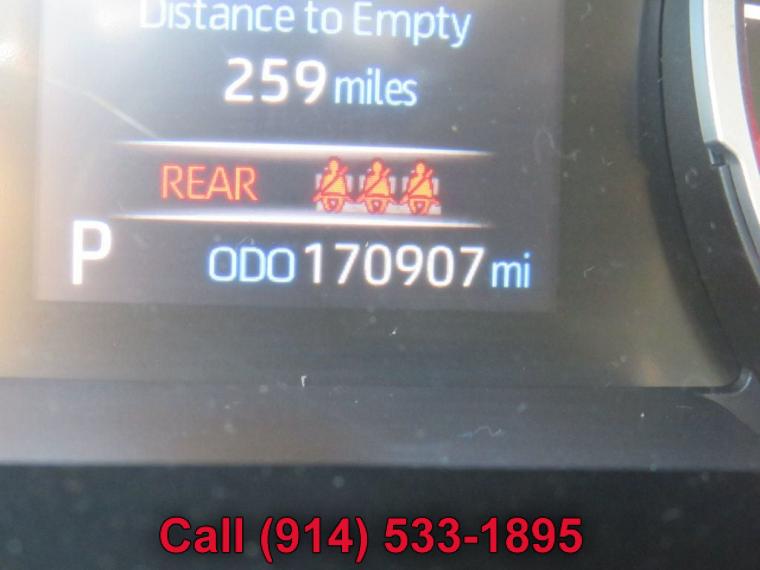 Distance to Empty
259 miles
REAR
P ODO 170907 mi
Call (914) 533-1895